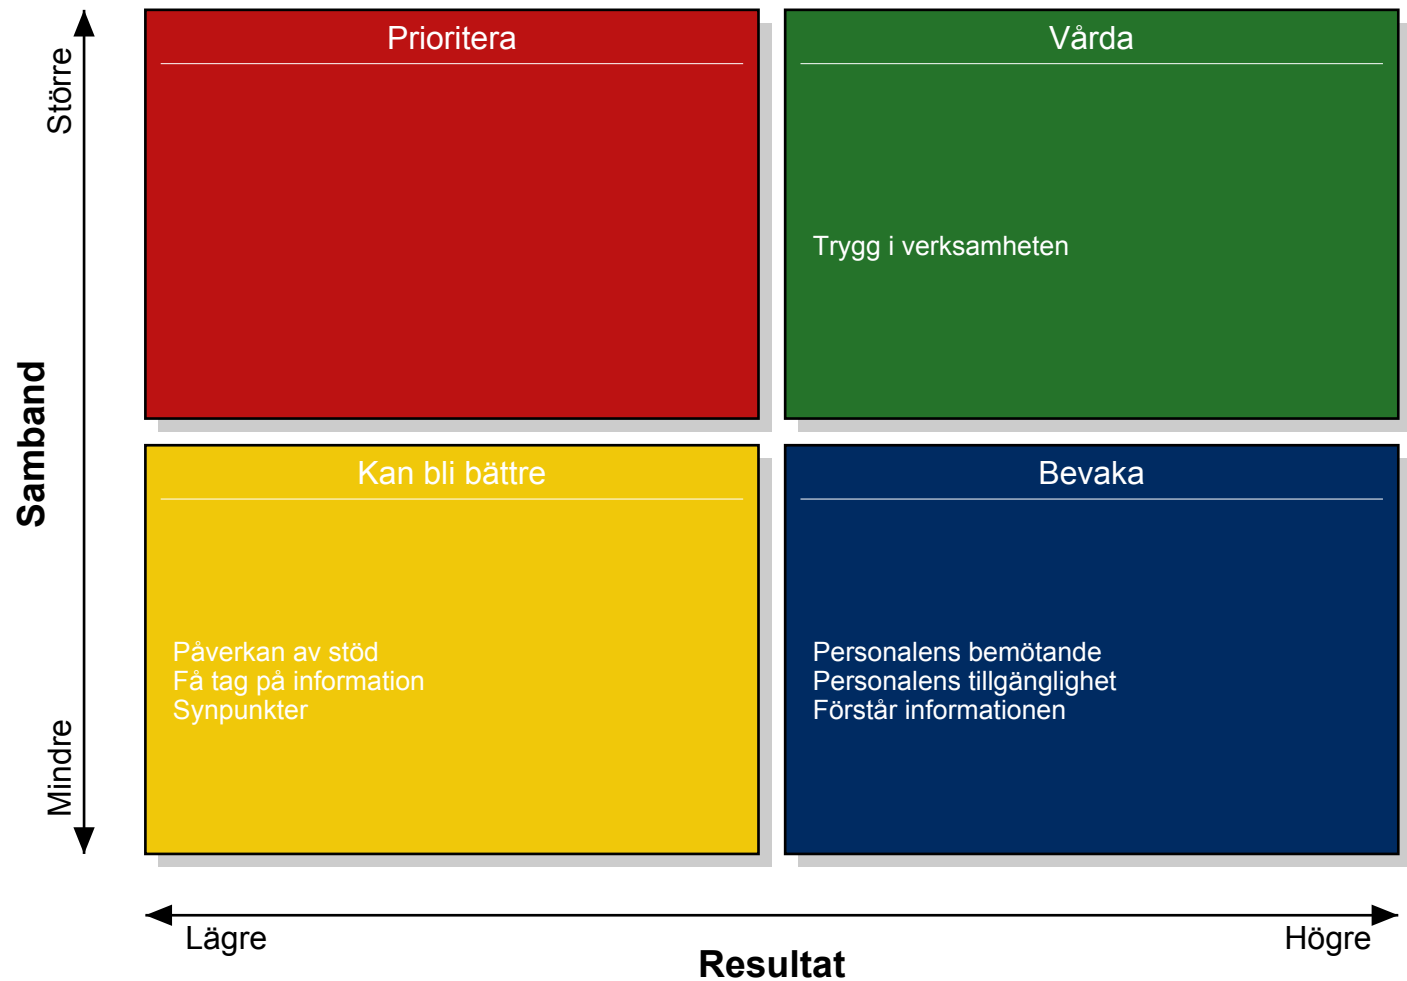 Större
Samband
Mindre
Prioritera
Vårda
Trygg i verksamheten
Kan bli bättre
Påverkan av stöd
Få tag på information
Synpunkter
Bevaka
Personalens bemötande
Personalens tillgänglighet
Förstår informationen
Lägre
Högre
Resultat